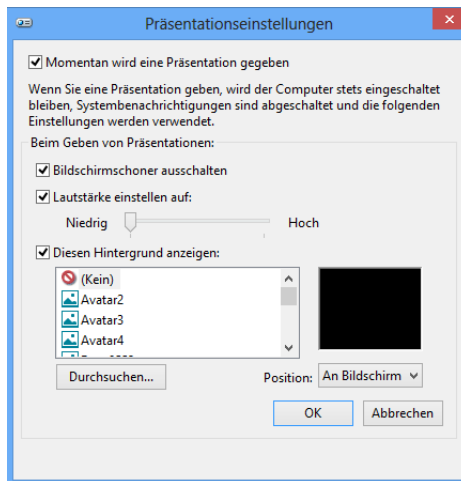 Präsentationseinstellungen
Momentan wird eine Präsentation gegeben
Wenn Sie eine Präsentation geben, wird der Computer stets eingeschaltet
bleiben, Systembenachrichtigungen sind abgeschaltet und die folgenden
Einstellungen werden verwendet.
Beim Geben von Präsentationen:
Bildschirmschoner ausschalten
Lautstärke einstellen auf:
Niedrig Hoch
Diesen Hintergrund anzeigen:
(Kein)
Avatar2
Avatar3
Avatar4
Durchsuchen... Position: An Bildschirm
OK Abbrechen